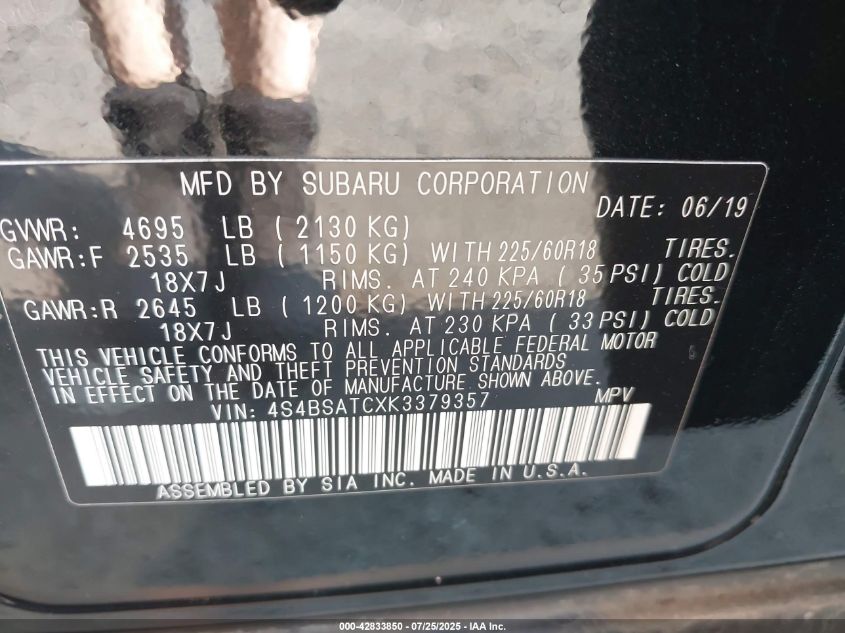 MFD BY SUBARU CORPORATION
DATE: 06/19
GVWR: 4695 LB ( 2130 KG)
GAWR:F 2535 LB ( 1150 KG) WITH 225/60R18 TIRES.
18X7J RIMS. AT 240 KPA ( 35 PSI) COLD
GAWR:R 2645 LB ( 1200 KG) WITH 225/60R18 TIRES.
18X7J RIMS. AT 230 KPA ( 33 PSI) COLD
THIS VEHICLE CONFORMS TO ALL APPLICABLE FEDERAL MOTOR
VEHICLE SAFETY AND THEFT PREVENTION STANDARDS
IN EFFECT ON THE DATE OF MANUFACTURE SHOWN ABOVE.
VIN: 4S4BSATCXK3379357 MPV
ASSEMBLED BY SIA INC. MADE IN U.S.A.
000-42833850 - 07/25/2025 - IAA Inc.